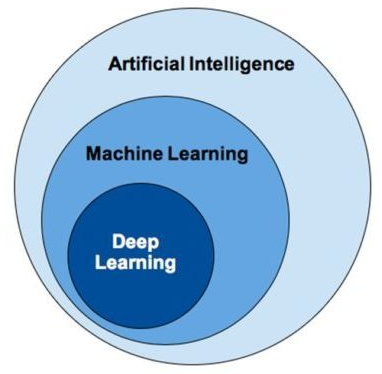 Artificial Intelligence
Machine Learning
Deep
Learning